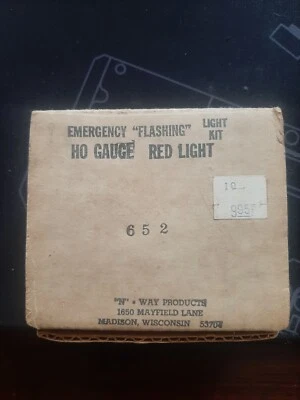 EMERGENCY "FLASHING" LIGHT KIT
HO GAUGE RED LIGHT
652
"N" • WAY PRODUCTS
1650 MAYFIELD LANE
MADISON, WISCONSIN 53704